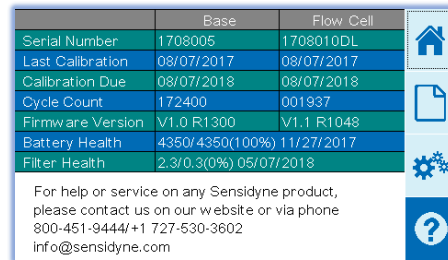 Base Flow Cell
Serial Number 1708005 1708010DL
Last Calibration 08/07/2017 08/07/2017
Calibration Due 08/07/2018 08/07/2018
Cycle Count 172400 001937
Firmware Version V1.0 R1300 V1.1 R1048
Battery Health 4350/4350(100%) 11/27/2017
Filter Health 2.3/0.3(0%) 05/07/2018
For help or service on any Sensidyne product,
please contact us on our website or via phone
800-451-9444/+1 727-530-3602
info@sensidyne.com
?